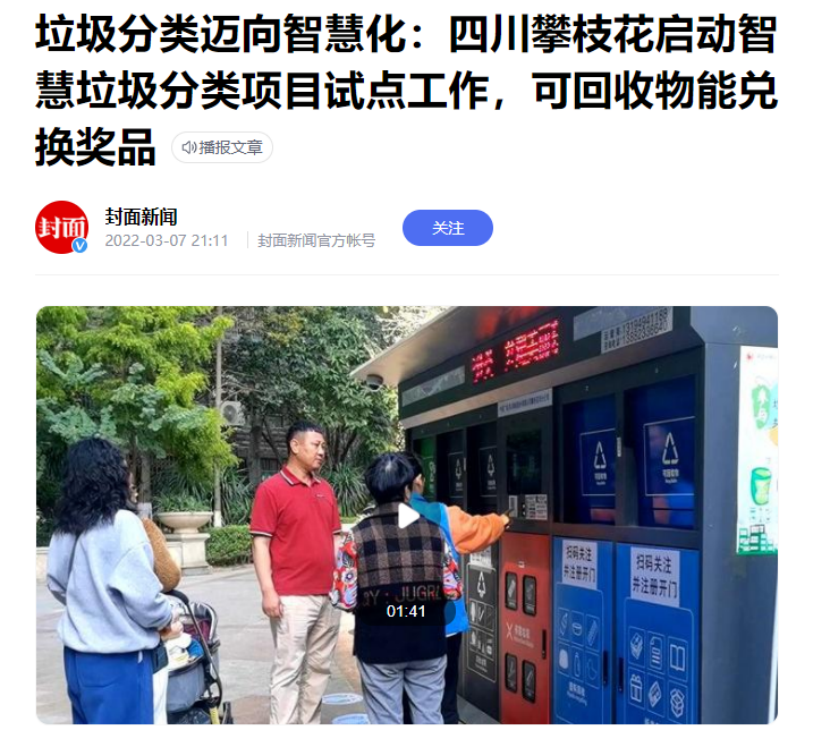 垃圾分类迈向智慧化：四川攀枝花启动智
慧垃圾分类项目试点工作，可回收物能兑
换奖品
播报文章
封面
封面新闻
2022-03-07 21:11
封面新闻官方帐号
关注
扫码关注
并注册开门
扫码关注
并注册开门
01:41